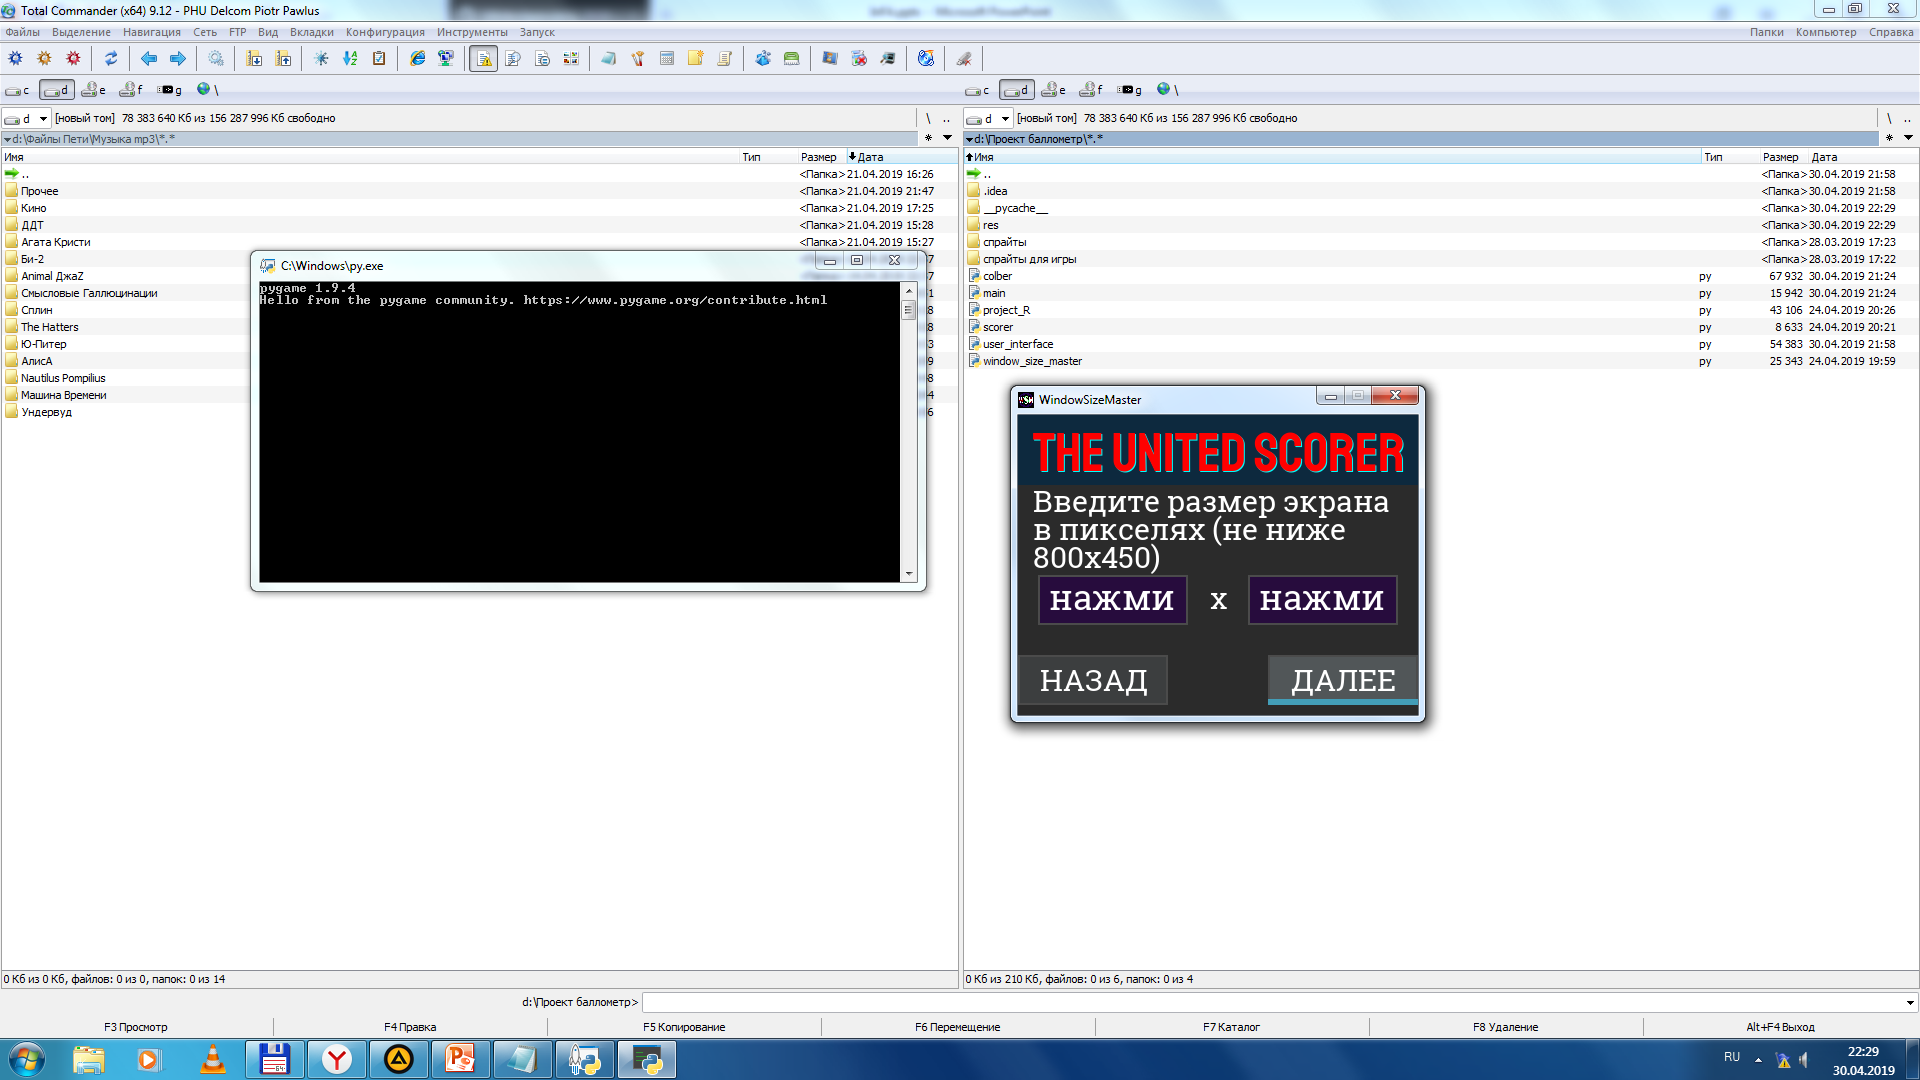 Total Commander (x64) 9.12 - PHU Delcom Piotr Pawlus
Файлы Выделение Навигация Сеть FTP Вид Вкладки Конфигурация Инструменты Запуск Папки Компьютер Справка
c d e f g \ c d e f g \
d [новый том] 78 383 640 Кб из 156 287 996 Кб свободно \ ..
d [новый том] 78 383 640 Кб из 156 287 996 Кб свободно \ ..
d:\Файлы Пети\Музыка mp3\*.* *
d:\Проект баллометр\*.* *
Имя Тип Размер Дата
.. <Папка> 21.04.2019 16:26
Прочее <Папка> 21.04.2019 21:47
Кино <Папка> 21.04.2019 17:25
ДДТ <Папка> 21.04.2019 15:28
Агата Кристи <Папка> 21.04.2019 15:27
Би-2 7
Animal ДжаZ 7
Смысловые Галлюцинации 1
Сплин 8
The Hatters 8
Ю-Питер 3
АлисА 9
Nautilus Pompilius 8
Машина Времени 4
Ундервуд 6
Имя Тип Размер Дата
.. <Папка> 30.04.2019 21:58
.idea <Папка> 30.04.2019 21:58
__pycache__ <Папка> 30.04.2019 22:29
res <Папка> 30.04.2019 22:29
спрайты <Папка> 28.03.2019 17:23
спрайты для игры <Папка> 28.03.2019 17:22
colber py 67 932 30.04.2019 21:24
main py 15 942 30.04.2019 21:24
project_R py 43 106 24.04.2019 20:26
scorer py 8 633 24.04.2019 20:21
user_interface py 54 383 30.04.2019 21:58
window_size_master py 25 343 24.04.2019 19:59
C:\Windows\py.exe
pygame 1.9.4
Hello from the pygame community. https://www.pygame.org/contribute.html
WSM WindowSizeMaster
THE UNITED SCORER
Введите размер экрана
в пикселях (не ниже
800x450)
нажми x нажми
НАЗАД ДАЛЕЕ
0 Кб из 0 Кб, файлов: 0 из 0, папок: 0 из 14
0 Кб из 210 Кб, файлов: 0 из 6, папок: 0 из 4
d:\Проект баллометр>
F3 Просмотр F4 Правка F5 Копирование F6 Перемещение F7 Каталог F8 Удаление Alt+F4 Выход
RU 22:29
30.04.2019